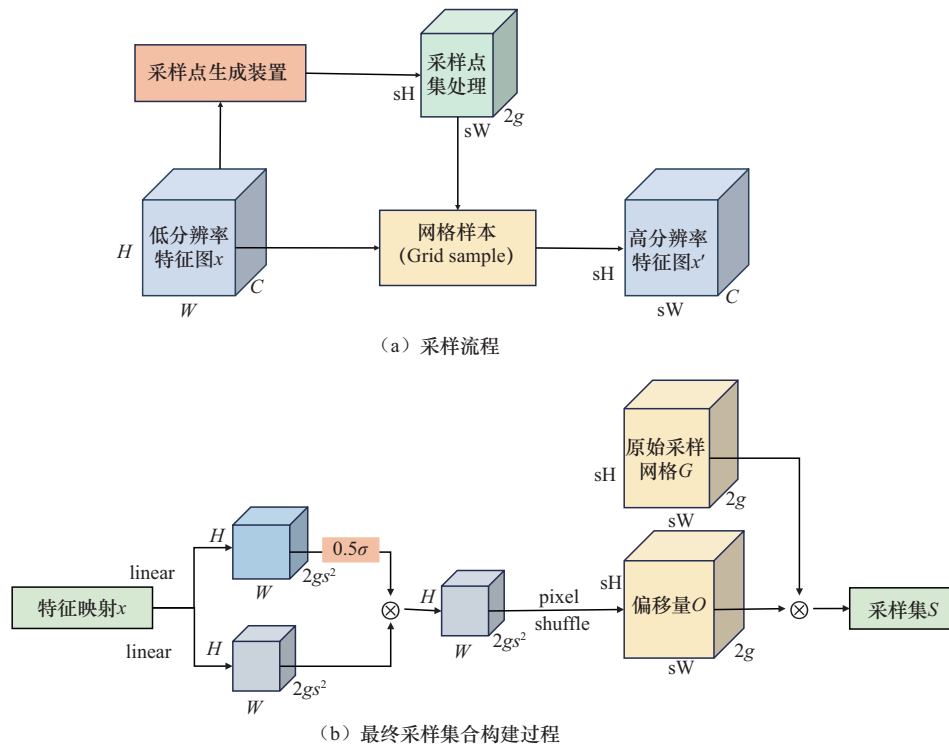 采样点生成装置
采样点
集处理
sH
sW
2g
低分辨率
特征图x
H
W
C
网格样本
(Grid sample)
高分辨率
特征图x′
sH
sW
C
（a）采样流程
原始采样
网格G
sH
sW
2g
特征映射x
linear
linear
H
W
2gs²
0.5σ
H
W
2gs²
H
W
2gs²
pixel
shuffle
偏移量O
sH
sW
2g
采样集S
（b）最终采样集合构建过程